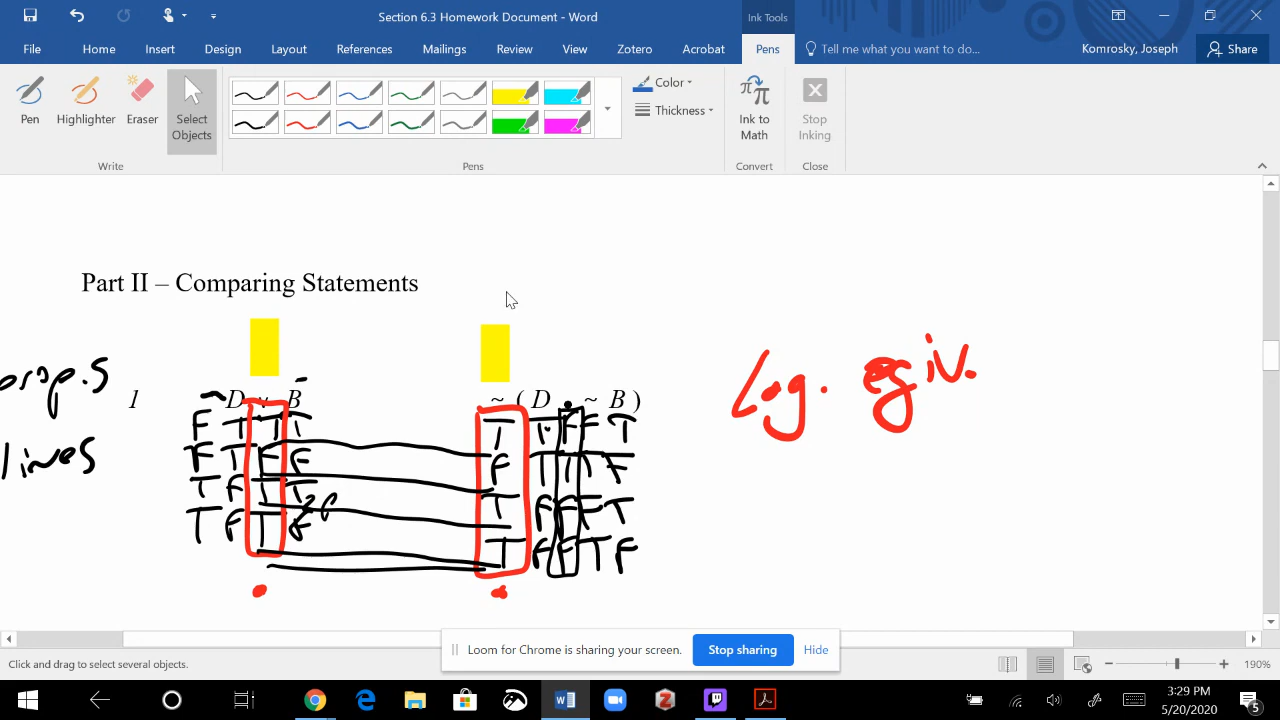 Section 6.3 Homework Document - Word
Ink Tools
File Home Insert Design Layout References Mailings Review View Zotero Acrobat Pens Tell me what you want to do... Komrosky, Joseph Share
Pen Highlighter Eraser Select Objects Color Thickness Ink to Math Stop Inking
Write Pens Convert Close
Part II – Comparing Statements
prop.s
1 ~ D v B ~ ( D • ~ B )
Log. eqiv.
lines
F T T T T T F F T
F T F F F T T T F
T F T T T F F F T
T F T F T F F T F
Loom for Chrome is sharing your screen. Stop sharing Hide
Click and drag to select several objects. 190%
3:29 PM
5/20/2020
5